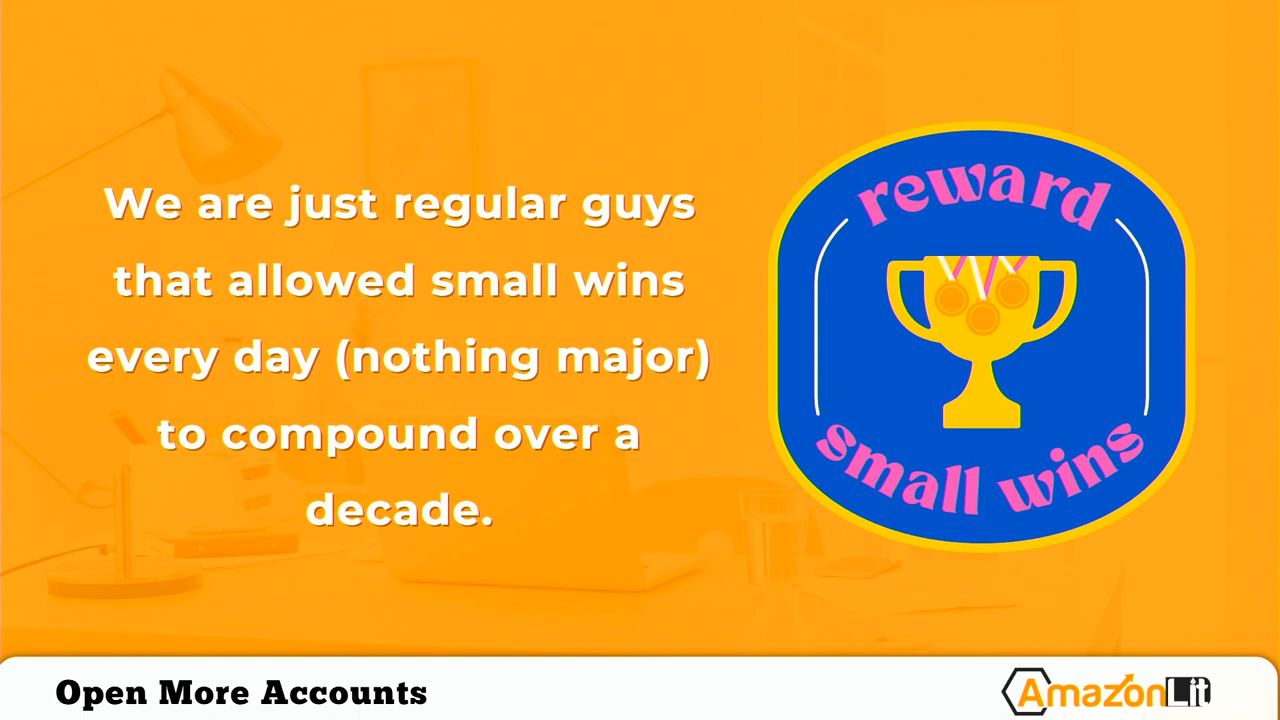 We are just regular guys
that allowed small wins
every day (nothing major)
to compound over a
decade.
reward
small wins
Open More Accounts
AmazonLit